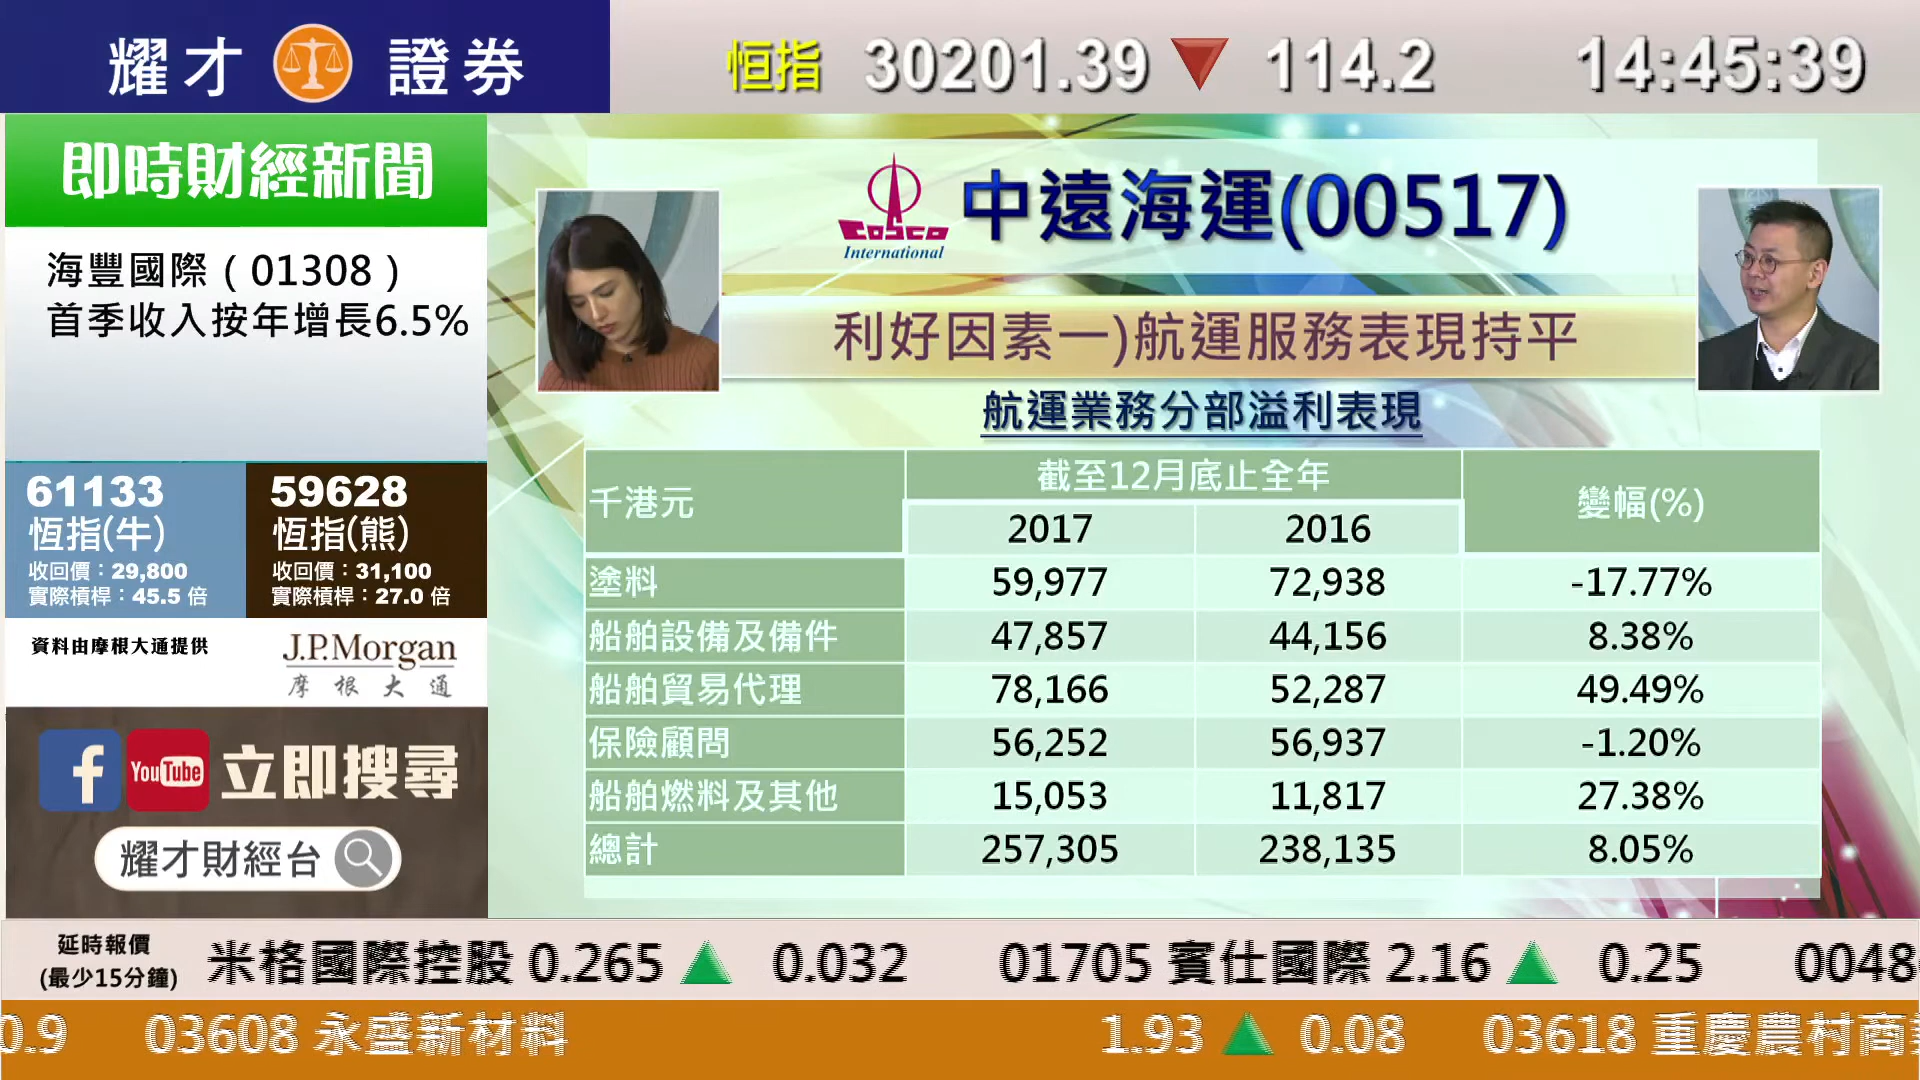 耀才 證券
恒指 30201.39 ▼ 114.2 14:45:39
即時財經新聞
海豐國際（01308）
首季收入按年增長6.5%
61133
恆指(牛)
收回價：29,800
實際槓桿：45.5 倍
59628
恆指(熊)
收回價：31,100
實際槓桿：27.0 倍
資料由摩根大通提供
J.P.Morgan
摩根大通
f YouTube 立即搜尋
耀才財經台
COSCO
International
中遠海運(00517)
利好因素一)航運服務表現持平
航運業務分部溢利表現
千港元 截至12月底止全年 變幅(%)
2017 2016
塗料 59,977 72,938 -17.77%
船舶設備及備件 47,857 44,156 8.38%
船舶貿易代理 78,166 52,287 49.49%
保險顧問 56,252 56,937 -1.20%
船舶燃料及其他 15,053 11,817 27.38%
總計 257,305 238,135 8.05%
延時報價
(最少15分鐘)
米格國際控股 0.265 ▲ 0.032 01705 賓仕國際 2.16 ▲ 0.25 0048
0.9 03608 永盛新材料 1.93 ▲ 0.08 03618 重慶農村商